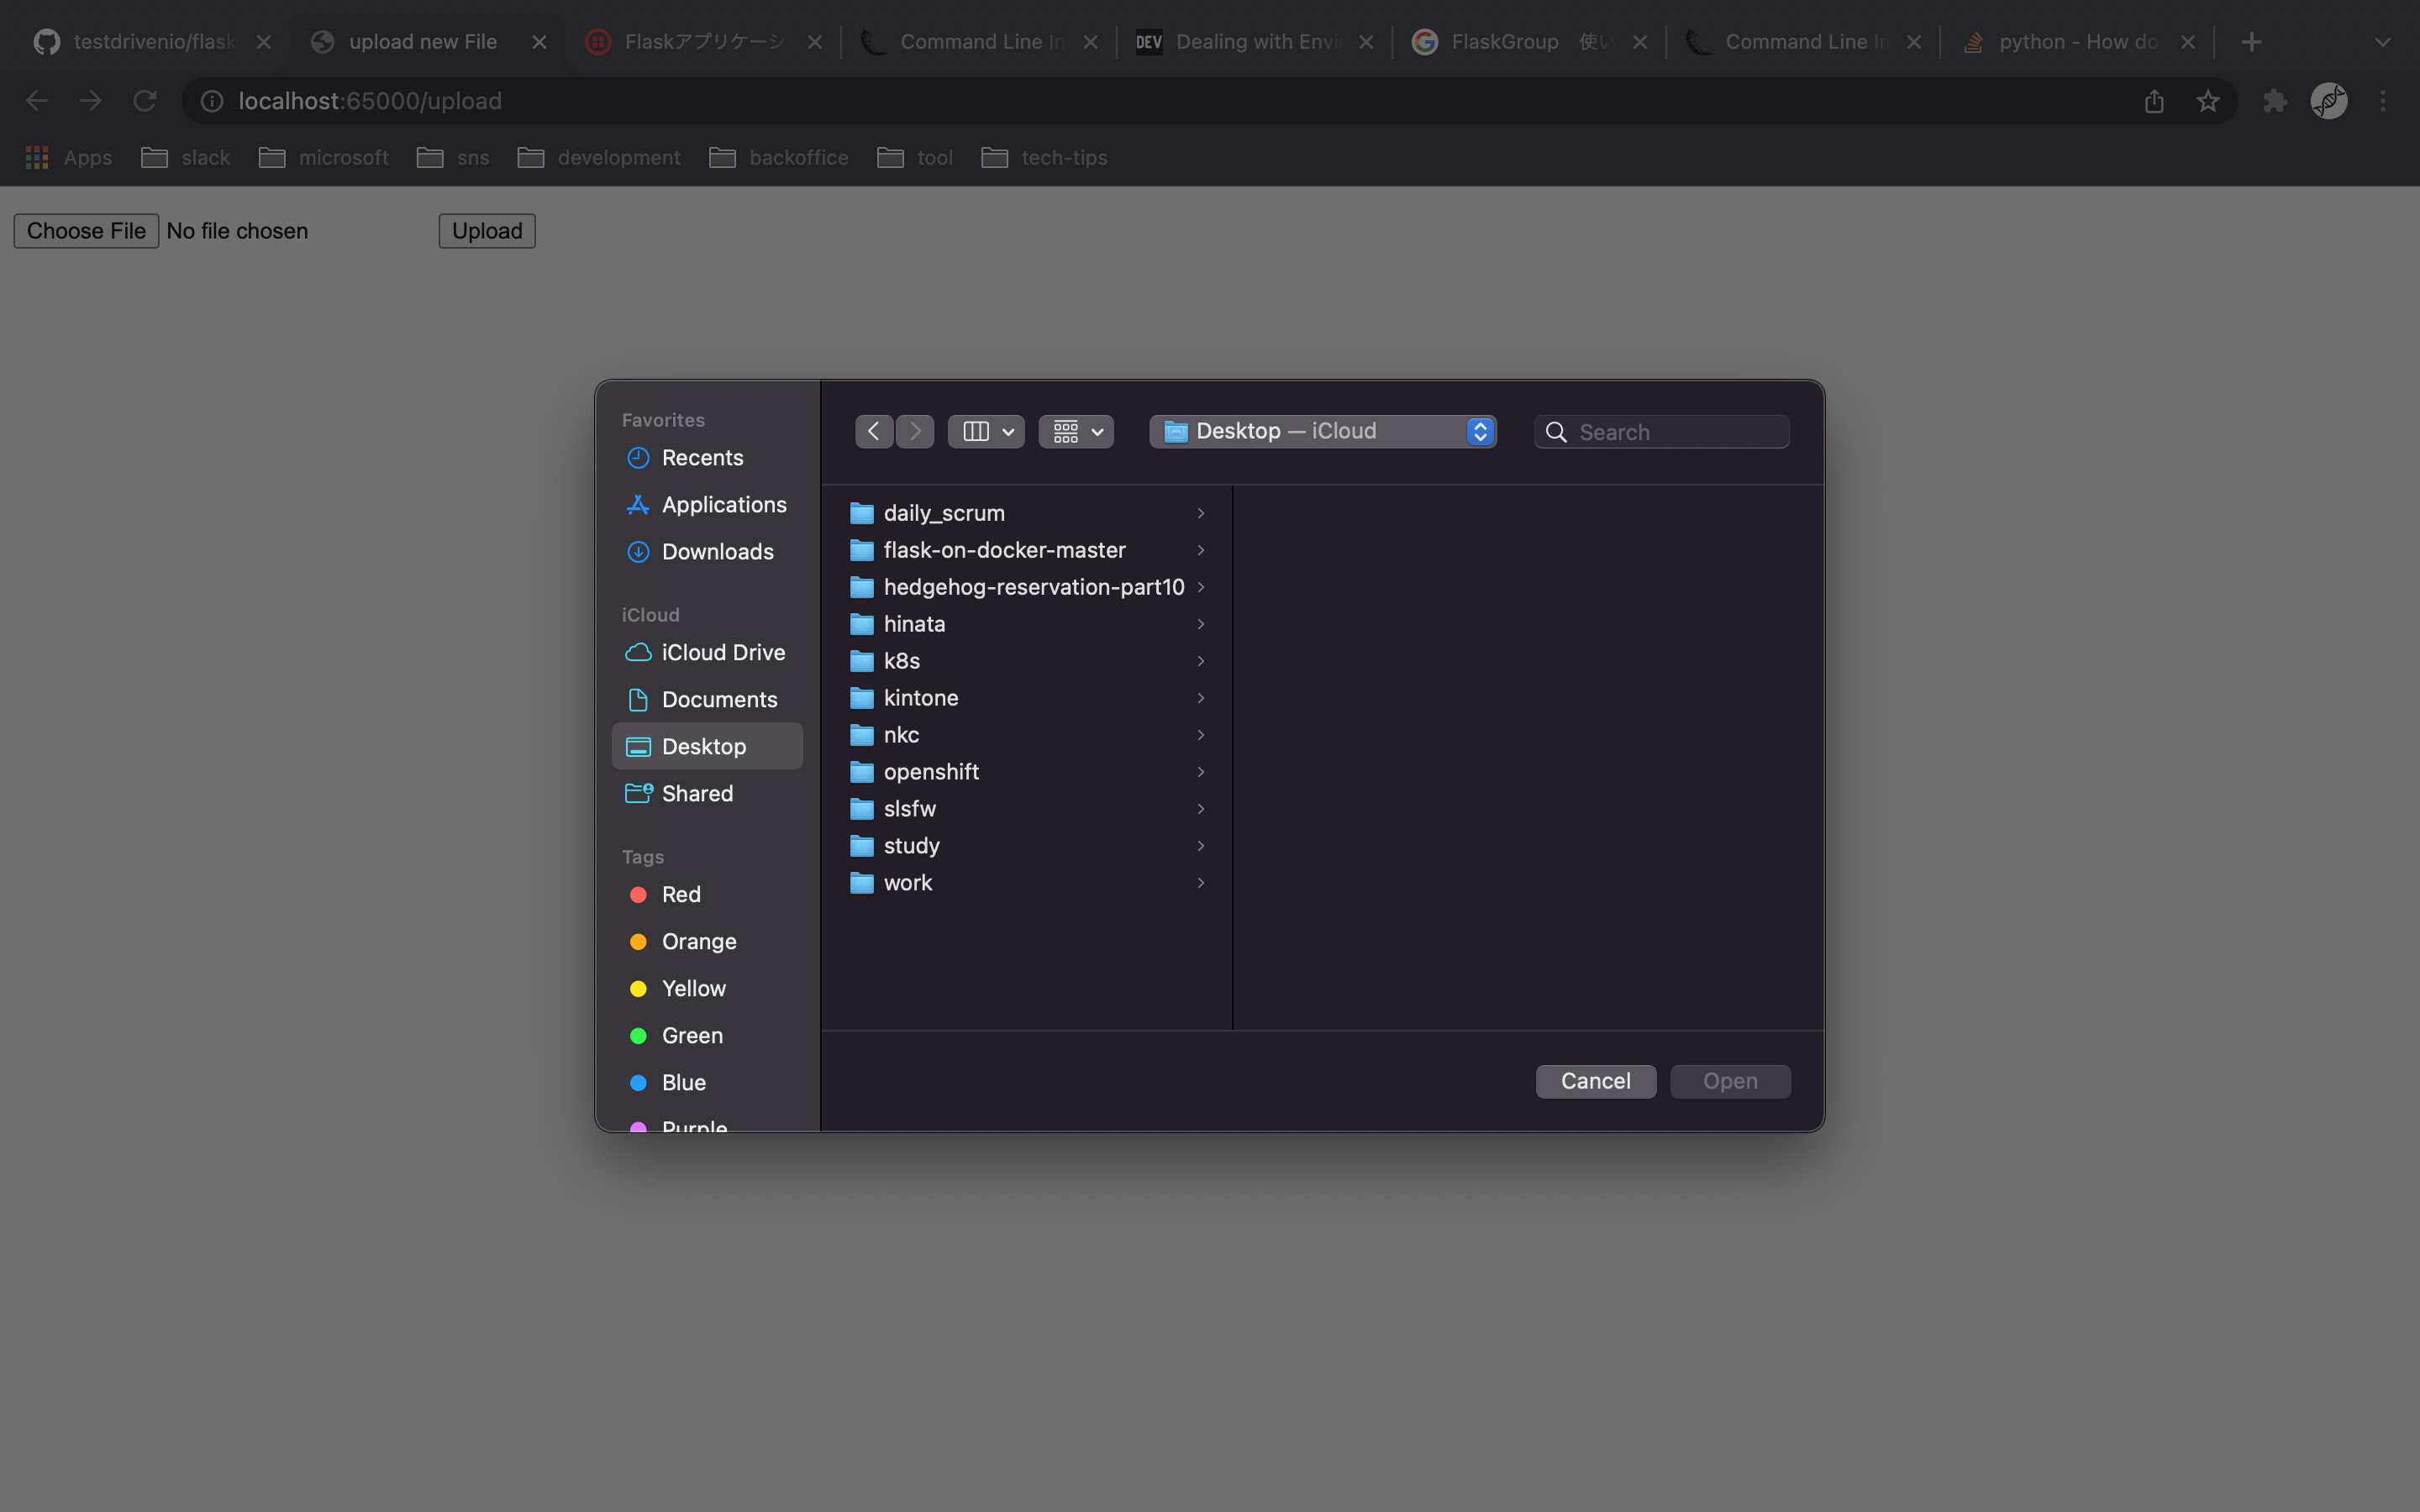 testdrivenio/flask
upload new File
Flaskアプリケーシ
Command Line In
DEV
Dealing with Envi
FlaskGroup 使い
Command Line In
python - How do
localhost:65000/upload
Apps
slack
microsoft
sns
development
backoffice
tool
tech-tips
Choose File
No file chosen
Upload
Favorites
Recents
Applications
Downloads
iCloud
iCloud Drive
Documents
Desktop
Shared
Tags
Red
Orange
Yellow
Green
Blue
Purple
Desktop — iCloud
Search
daily_scrum
flask-on-docker-master
hedgehog-reservation-part10
hinata
k8s
kintone
nkc
openshift
slsfw
study
work
Cancel
Open